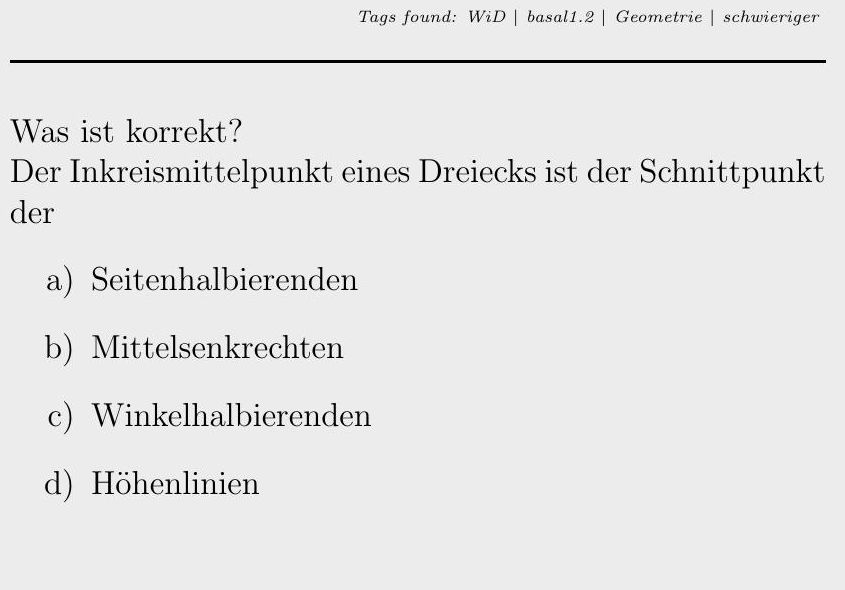 Tags found: WiD | basal1.2 | Geometrie | schwieriger
Was ist korrekt?
Der Inkreismittelpunkt eines Dreiecks ist der Schnittpunkt
der
a) Seitenhalbierenden
b) Mittelsenkrechten
c) Winkelhalbierenden
d) Höhenlinien